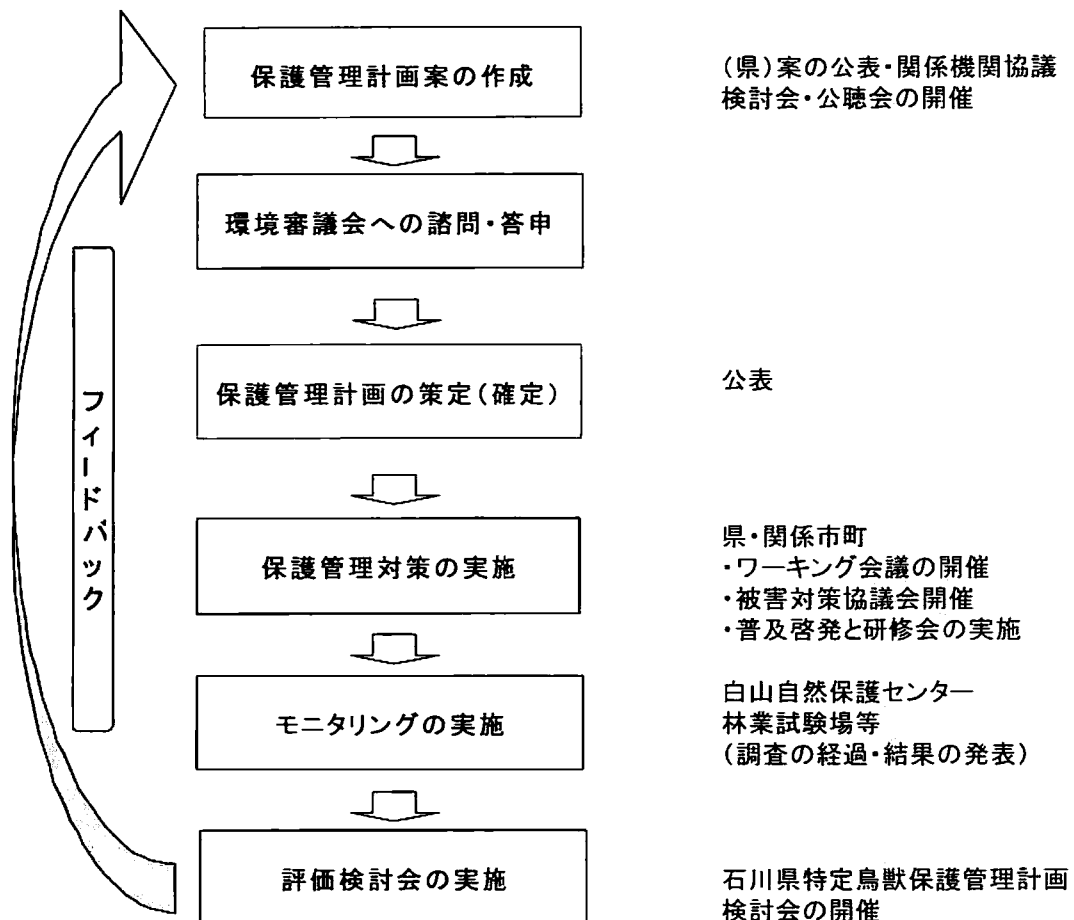 保護管理計画案の作成
(県)案の公表・関係機関協議
検討会・公聴会の開催
環境審議会への諮問・答申
保護管理計画の策定(確定)
公表
フィードバック
保護管理対策の実施
県・関係市町
・ワーキング会議の開催
・被害対策協議会開催
・普及啓発と研修会の実施
モニタリングの実施
白山自然保護センター
林業試験場等
(調査の経過・結果の発表)
評価検討会の実施
石川県特定鳥獣保護管理計画
検討会の開催